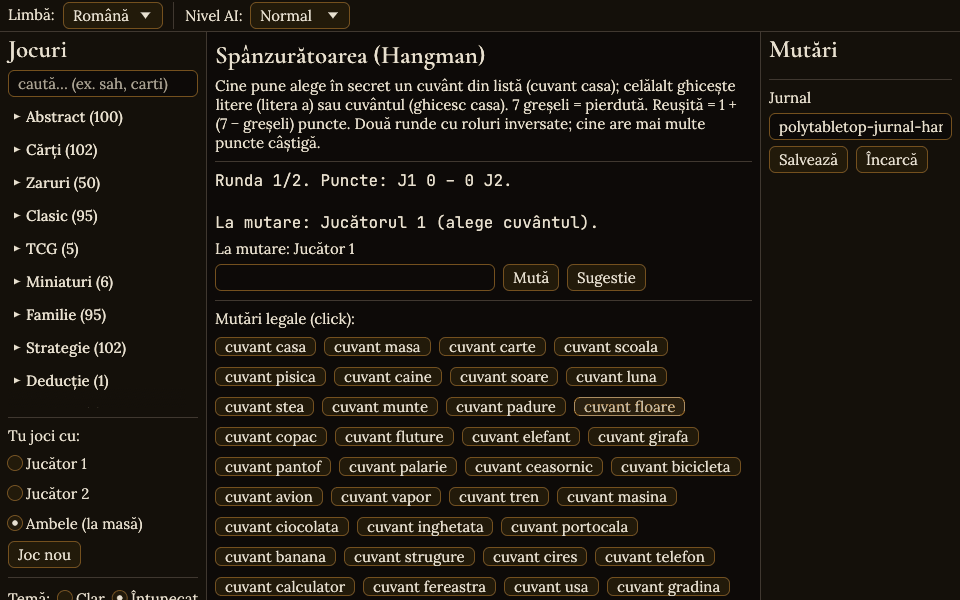 Limbă: Română Nivel AI: Normal
Jocuri
caută... (ex. sah, carti)
Abstract (100)
Cărți (102)
Zaruri (50)
Clasic (95)
TCG (5)
Miniaturi (6)
Familie (95)
Strategie (102)
Deducție (1)
Tu joci cu:
Jucător 1
Jucător 2
Ambele (la masă)
Joc nou
Temă: Clar Întunecat
Spânzurătoarea (Hangman)
Cine pune alege în secret un cuvânt din listă (cuvant casa); celălalt ghicește
litere (litera a) sau cuvântul (ghicesc casa). 7 greșeli = pierdută. Reușită = 1 +
(7 − greșeli) puncte. Două runde cu roluri inversate; cine are mai multe
puncte câștigă.
Runda 1/2. Puncte: J1 0 – 0 J2.
La mutare: Jucătorul 1 (alege cuvântul).
La mutare: Jucător 1
Mută Sugestie
Mutări legale (click):
cuvant casa cuvant masa cuvant carte cuvant scoala
cuvant pisica cuvant caine cuvant soare cuvant luna
cuvant stea cuvant munte cuvant padure cuvant floare
cuvant copac cuvant fluture cuvant elefant cuvant girafa
cuvant pantof cuvant palarie cuvant ceasornic cuvant bicicleta
cuvant avion cuvant vapor cuvant tren cuvant masina
cuvant ciocolata cuvant inghetata cuvant portocala
cuvant banana cuvant strugure cuvant cires cuvant telefon
cuvant calculator cuvant fereastra cuvant usa cuvant gradina
Mutări
Jurnal
polytabletop-jurnal-har
Salvează Încarcă